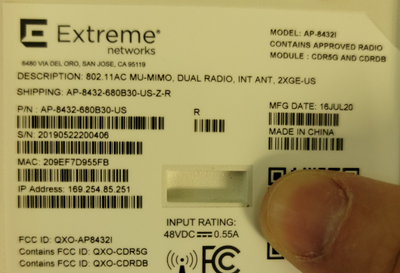 Extreme
networks
6480 VIA DEL ORO, SAN JOSE, CA 95119
MODEL: AP-8432I
CONTAINS APPROVED RADIO
MODULE : CDR5G AND CDRDB
DESCRIPTION: 802.11AC MU-MIMO, DUAL RADIO, INT ANT, 2XGE-US
SHIPPING: AP-8432-680B30-US-Z-R
P/N : AP-8432-680B30-US
R
MFG DATE: 16JUL20
S/N: 20190522200406
MADE IN CHINA
MAC: 209EF7D955FB
IP Address: 169.254.85.251
INPUT RATING:
48VDC 0.55A
FCC ID: QXO-AP8432I
Contains FCC ID: QXO-CDR5G
Contains FCC ID: QXO-CDRDB
FC